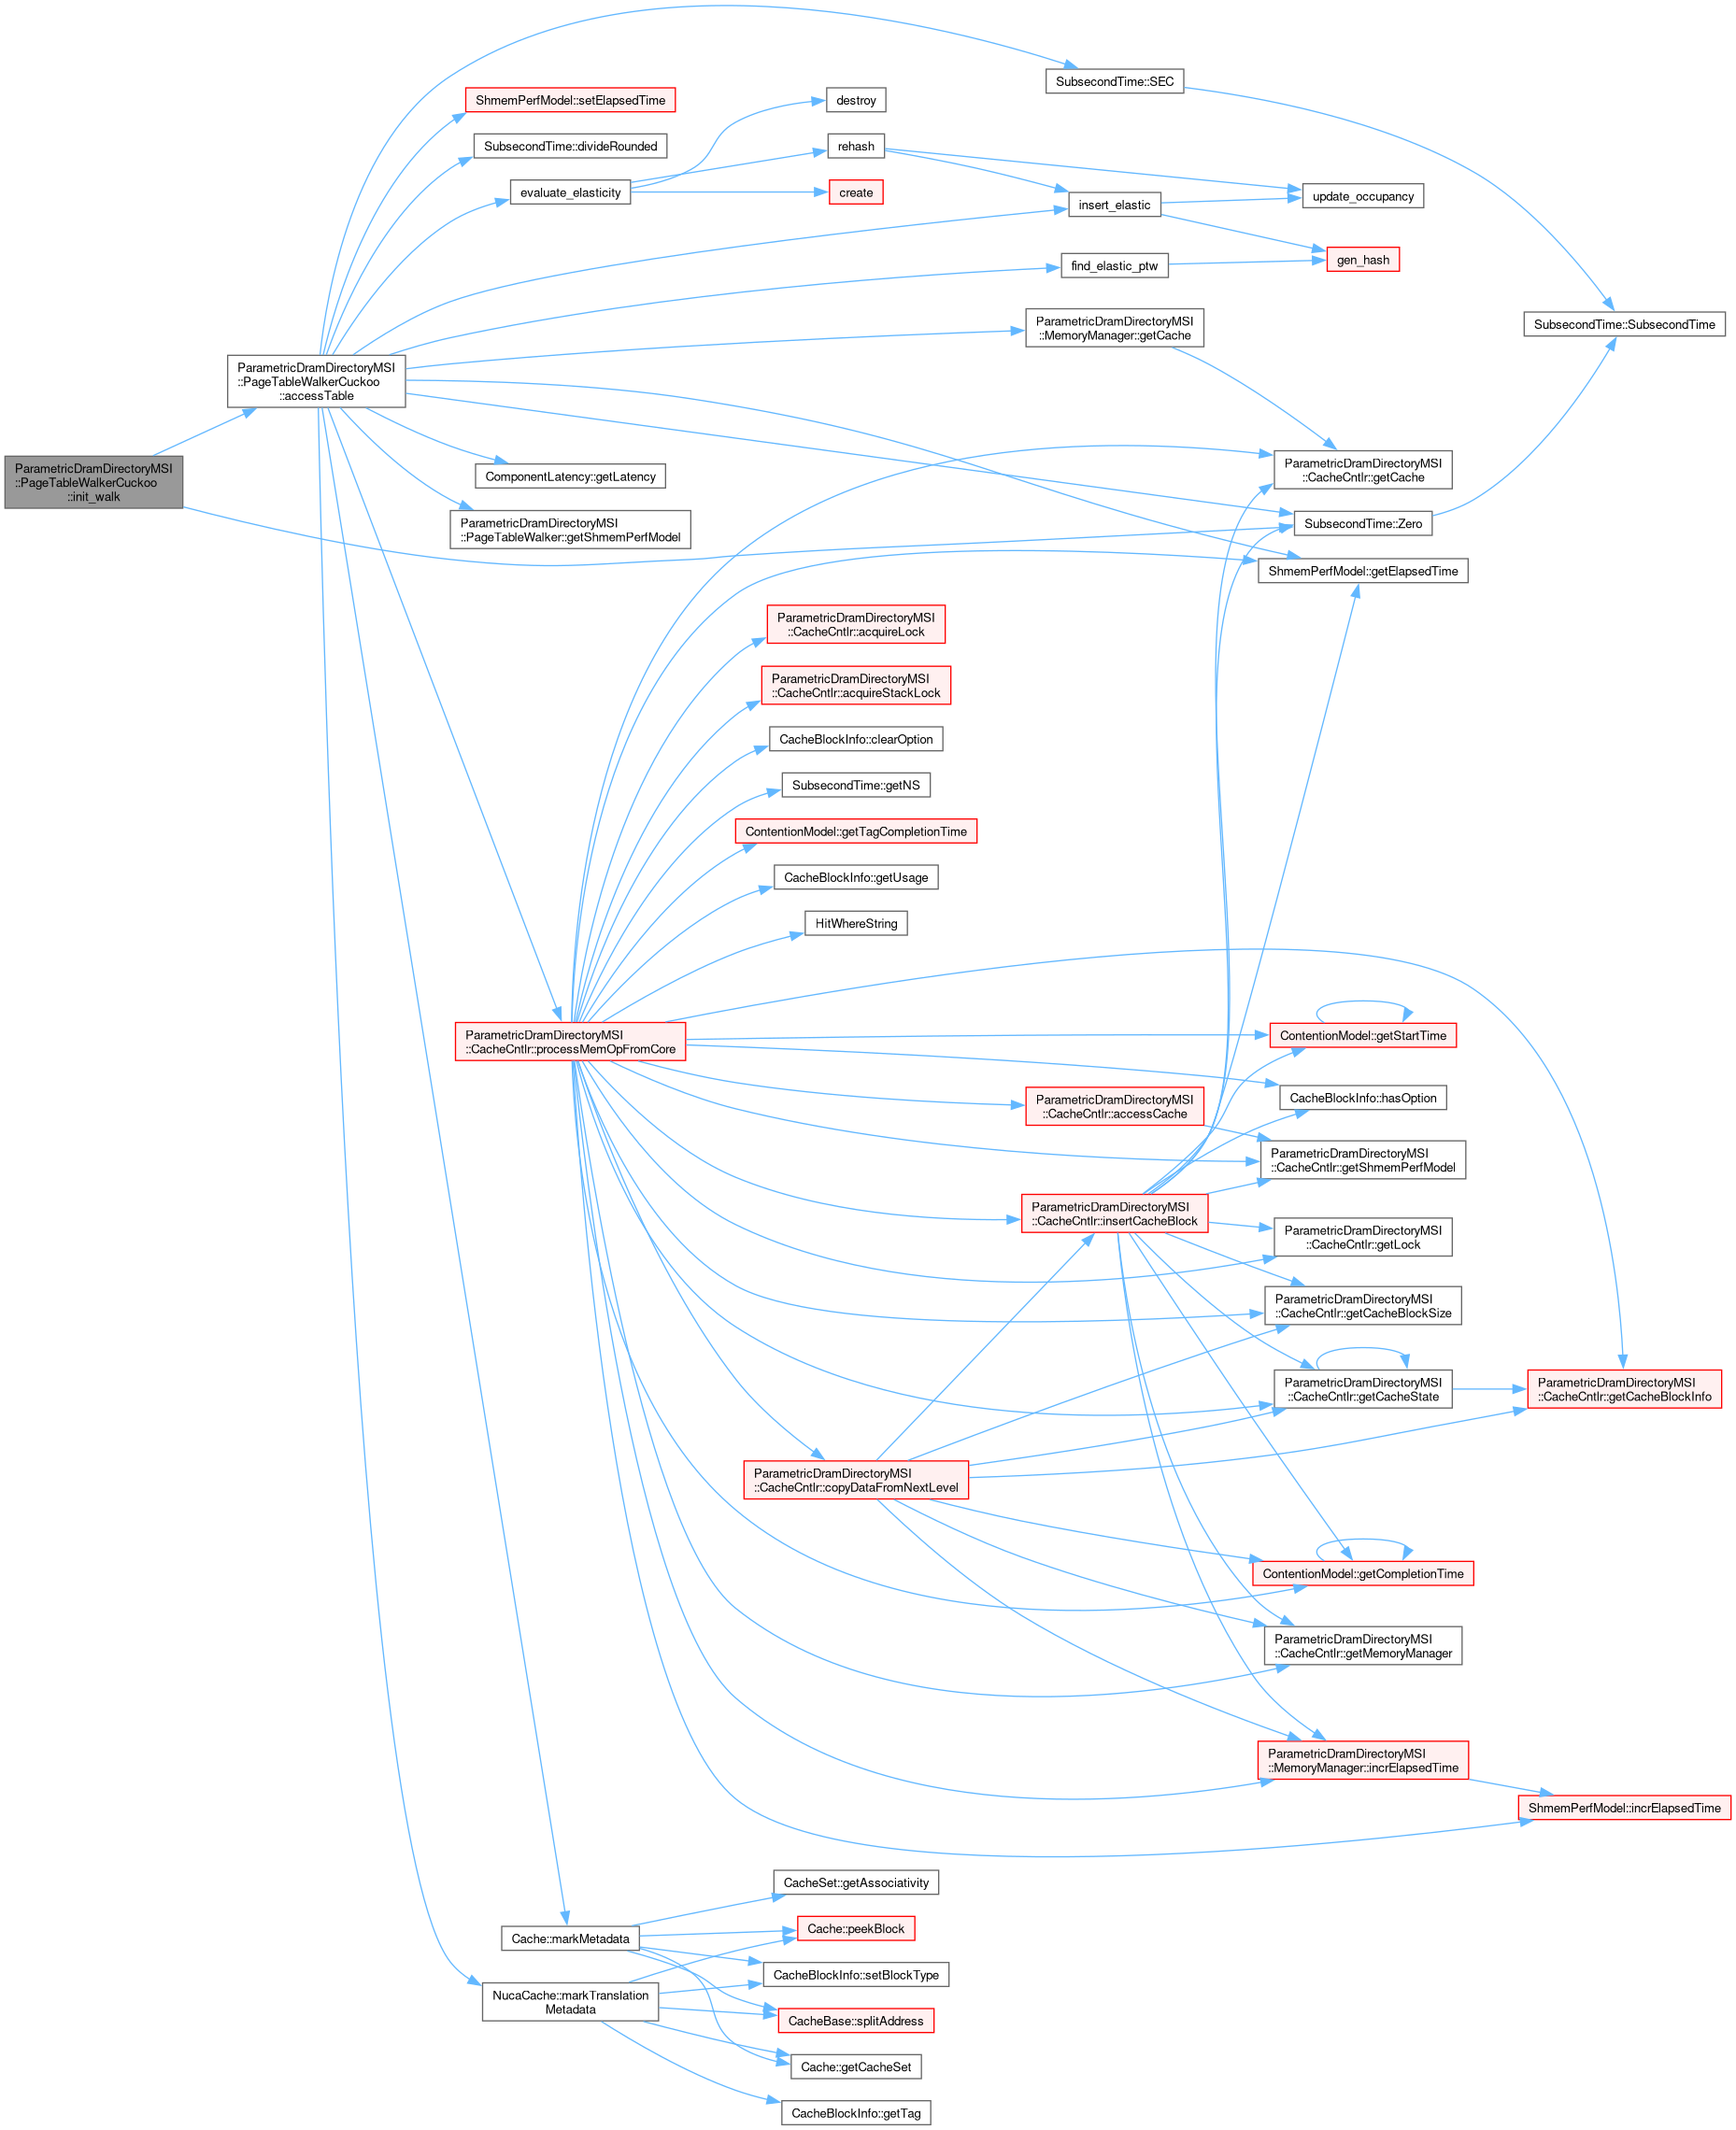 SubsecondTime::SEC
ShmemPerfModel::setElapsedTime
destroy
SubsecondTime::divideRounded
rehash
evaluate_elasticity
create
insert_elastic
update_occupancy
find_elastic_ptw
gen_hash
ParametricDramDirectoryMSI
::MemoryManager::getCache
SubsecondTime::SubsecondTime
ParametricDramDirectoryMSI
::PageTableWalkerCuckoo
::accessTable
ParametricDramDirectoryMSI
::PageTableWalkerCuckoo
::init_walk
ComponentLatency::getLatency
ParametricDramDirectoryMSI
::CacheCntlr::getCache
ParametricDramDirectoryMSI
::PageTableWalker::getShmemPerfModel
SubsecondTime::Zero
ShmemPerfModel::getElapsedTime
ParametricDramDirectoryMSI
::CacheCntlr::acquireLock
ParametricDramDirectoryMSI
::CacheCntlr::acquireStackLock
CacheBlockInfo::clearOption
SubsecondTime::getNS
ContentionModel::getTagCompletionTime
CacheBlockInfo::getUsage
HitWhereString
ParametricDramDirectoryMSI
::CacheCntlr::processMemOpFromCore
ContentionModel::getStartTime
ParametricDramDirectoryMSI
::CacheCntlr::accessCache
CacheBlockInfo::hasOption
ParametricDramDirectoryMSI
::CacheCntlr::getShmemPerfModel
ParametricDramDirectoryMSI
::CacheCntlr::insertCacheBlock
ParametricDramDirectoryMSI
::CacheCntlr::getLock
ParametricDramDirectoryMSI
::CacheCntlr::getCacheBlockSize
ParametricDramDirectoryMSI
::CacheCntlr::getCacheState
ParametricDramDirectoryMSI
::CacheCntlr::getCacheBlockInfo
ParametricDramDirectoryMSI
::CacheCntlr::copyDataFromNextLevel
ContentionModel::getCompletionTime
ParametricDramDirectoryMSI
::CacheCntlr::getMemoryManager
ParametricDramDirectoryMSI
::MemoryManager::incrElapsedTime
ShmemPerfModel::incrElapsedTime
CacheSet::getAssociativity
Cache::peekBlock
Cache::markMetadata
CacheBlockInfo::setBlockType
NucaCache::markTranslation
Metadata
CacheBase::splitAddress
Cache::getCacheSet
CacheBlockInfo::getTag